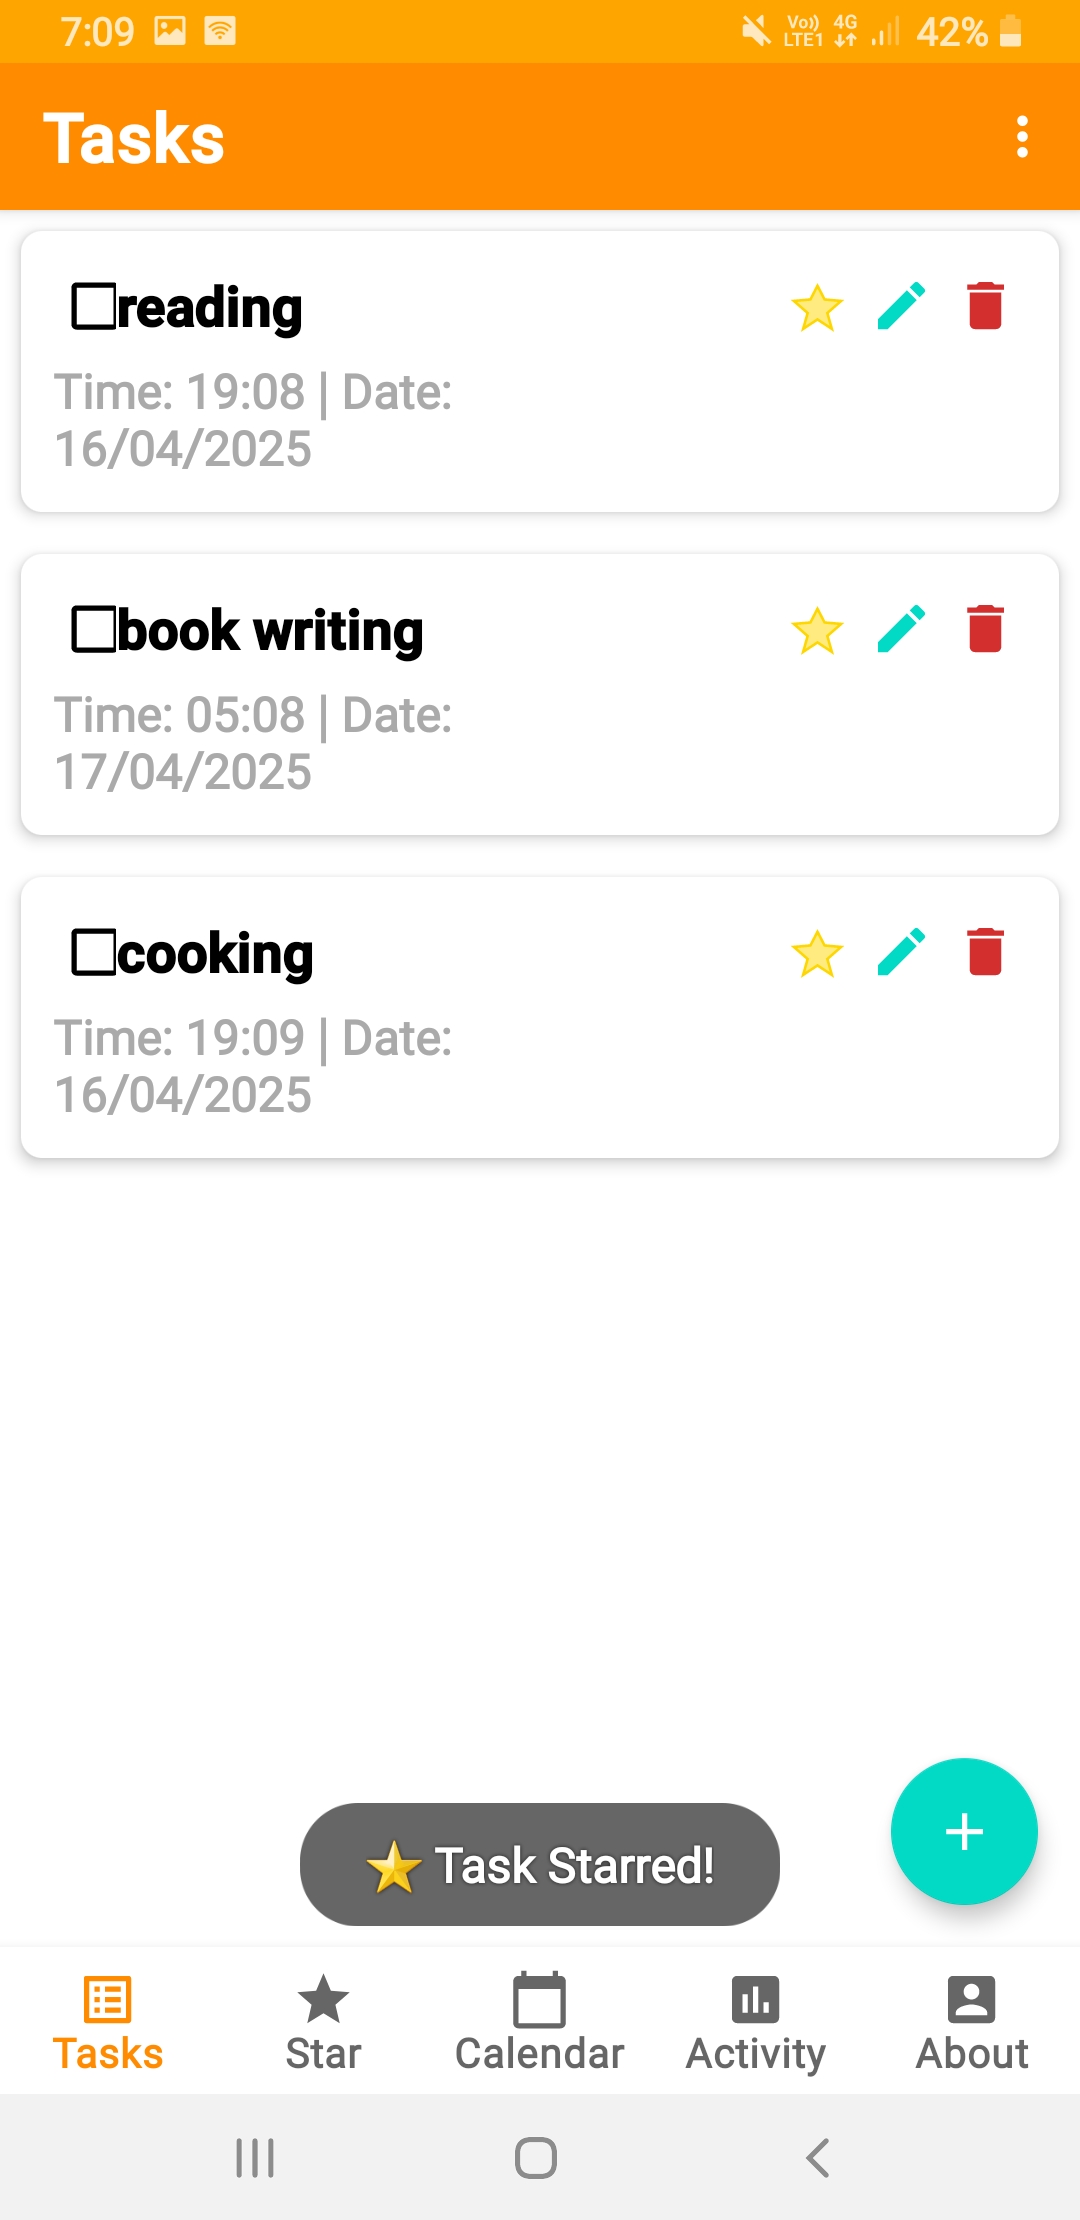 7:09 Vo)) LTE1 4G 42%
Tasks
reading
Time: 19:08 | Date:
16/04/2025
book writing
Time: 05:08 | Date:
17/04/2025
cooking
Time: 19:09 | Date:
16/04/2025
Task Starred!
Tasks Star Calendar Activity About